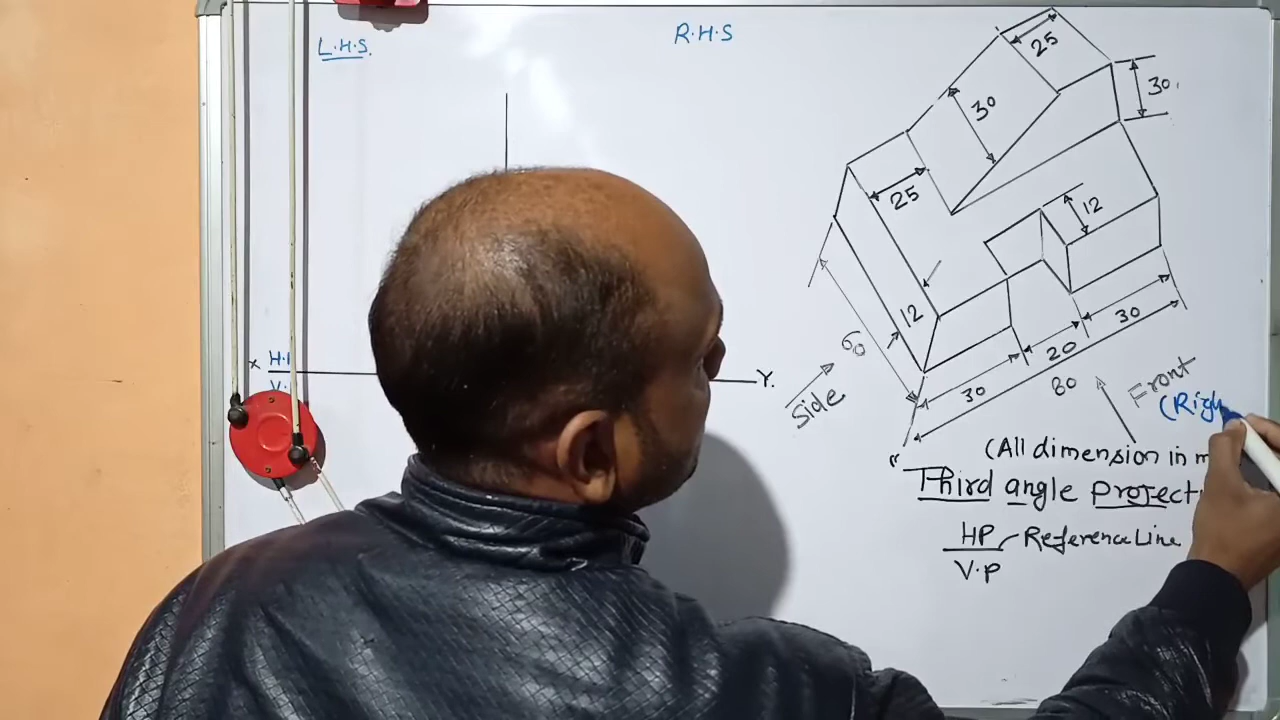 L.H.S.
R.H.S
25
30
30
25
12
12
60
30
20
30
80
Side
Front
(Righ
X
H.
V.
Y.
(All dimension in m
Third angle Project
HP Reference Line
V.P